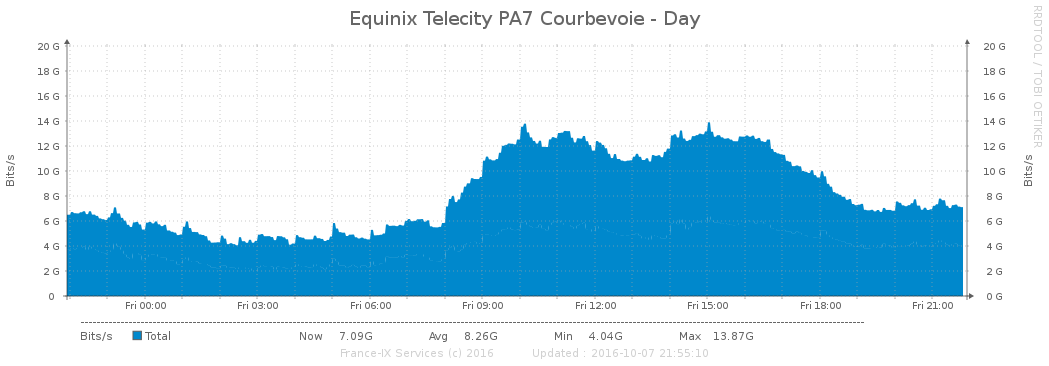 Equinix Telecity PA7 Courbevoie - Day
RRDTOOL / TOBI OETIKER
Bits/s
20 G 20 G
18 G 18 G
16 G 16 G
14 G 14 G
12 G 12 G
10 G 10 G
8 G 8 G
6 G 6 G
4 G 4 G
2 G 2 G
0 0 G
Bits/s
Fri 00:00 Fri 03:00 Fri 06:00 Fri 09:00 Fri 12:00 Fri 15:00 Fri 18:00 Fri 21:00
Bits/s Total Now 7.09G Avg 8.26G Min 4.04G Max 13.87G
France-IX Services (c) 2016 Updated : 2016-10-07 21:55:10